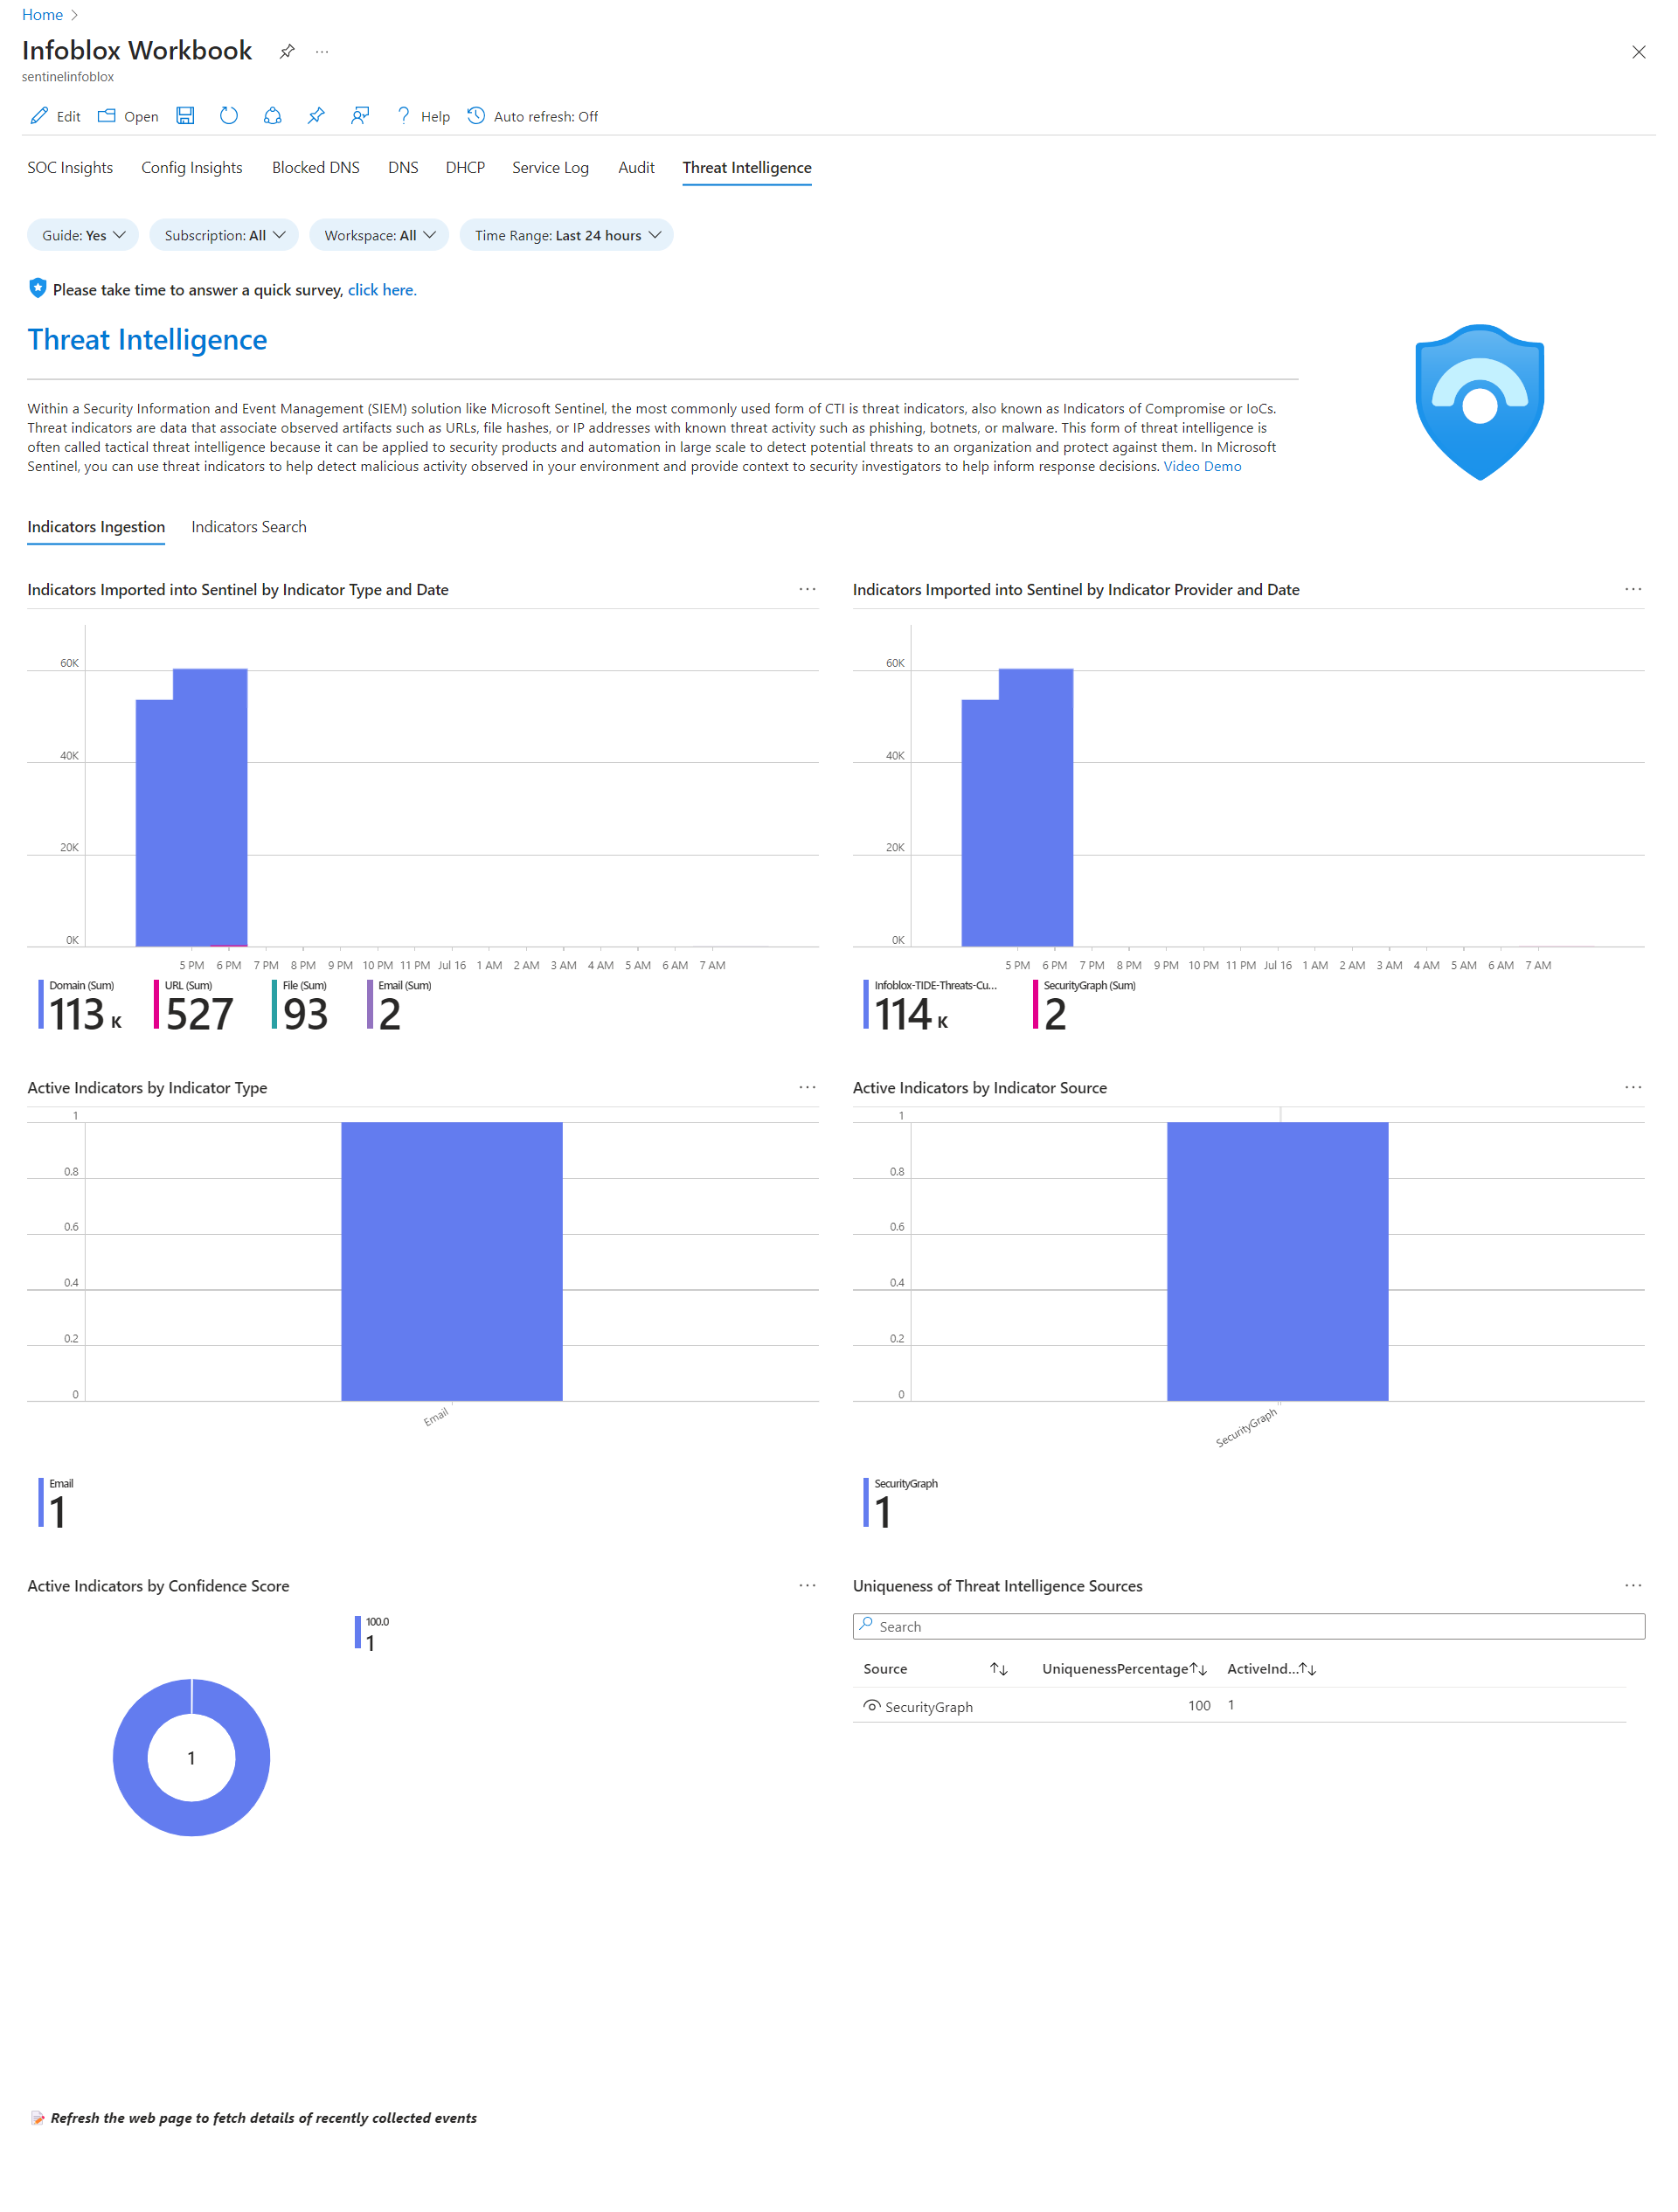 Home
Infoblox Workbook
sentinelinfoblox
Edit Open Help Auto refresh: Off
SOC Insights Config Insights Blocked DNS DNS DHCP Service Log Audit Threat Intelligence
Guide: Yes Subscription: All Workspace: All Time Range: Last 24 hours
Please take time to answer a quick survey, click here.
Threat Intelligence
Within a Security Information and Event Management (SIEM) solution like Microsoft Sentinel, the most commonly used form of CTI is threat indicators, also known as Indicators of Compromise or IoCs.
Threat indicators are data that associate observed artifacts such as URLs, file hashes, or IP addresses with known threat activity such as phishing, botnets, or malware. This form of threat intelligence is
often called tactical threat intelligence because it can be applied to security products and automation in large scale to detect potential threats to an organization and protect against them. In Microsoft
Sentinel, you can use threat indicators to help detect malicious activity observed in your environment and provide context to security investigators to help inform response decisions. Video Demo
Indicators Ingestion Indicators Search
Indicators Imported into Sentinel by Indicator Type and Date
60K
40K
20K
0K
5 PM 6 PM 7 PM 8 PM 9 PM 10 PM 11 PM Jul 16 1 AM 2 AM 3 AM 4 AM 5 AM 6 AM 7 AM
Domain (Sum) URL (Sum) File (Sum) Email (Sum)
113 K 527 93 2
Indicators Imported into Sentinel by Indicator Provider and Date
60K
40K
20K
0K
5 PM 6 PM 7 PM 8 PM 9 PM 10 PM 11 PM Jul 16 1 AM 2 AM 3 AM 4 AM 5 AM 6 AM 7 AM
Infoblox-TIDE-Threats-Cu... SecurityGraph (Sum)
114 K 2
Active Indicators by Indicator Type
1
0.8
0.6
0.4
0.2
0
Email
Email
1
Active Indicators by Indicator Source
1
0.8
0.6
0.4
0.2
0
SecurityGraph
SecurityGraph
1
Active Indicators by Confidence Score
100.0
1
1
Uniqueness of Threat Intelligence Sources
Search
Source UniquenessPercentage ActiveInd...
SecurityGraph 100 1
Refresh the web page to fetch details of recently collected events